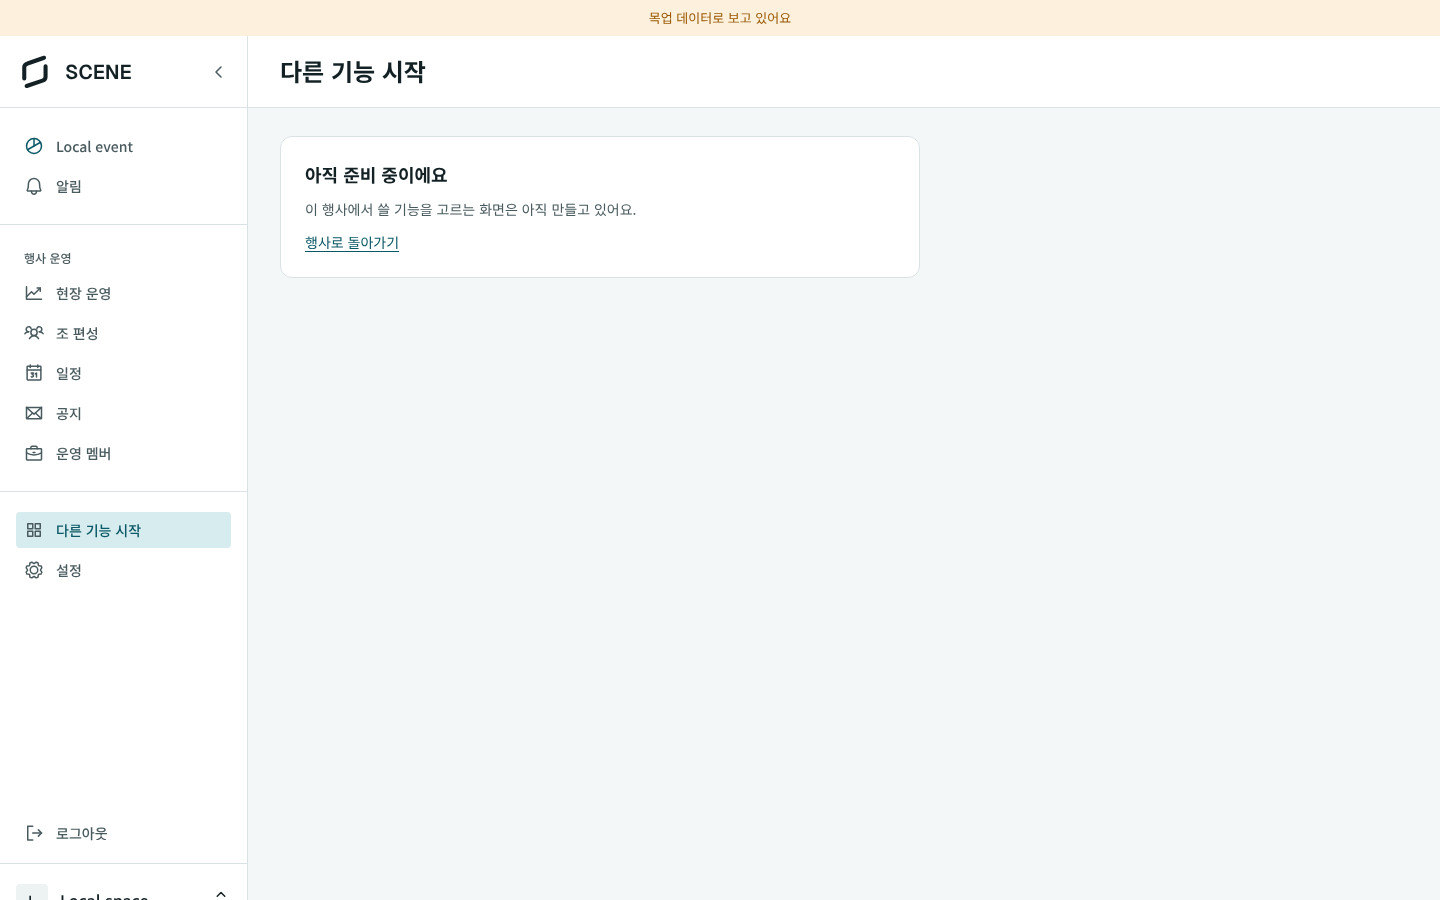 목업 데이터로 보고 있어요
SCENE
다른 기능 시작
Local event
알림
행사 운영
현장 운영
조 편성
31
일정
공지
운영 멤버
다른 기능 시작
설정
아직 준비 중이에요
이 행사에서 쓸 기능을 고르는 화면은 아직 만들고 있어요.
행사로 돌아가기
로그아웃
L
Local space